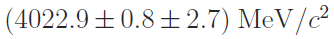 (4022.9 ± 0.8 ± 2.7) MeV/c²